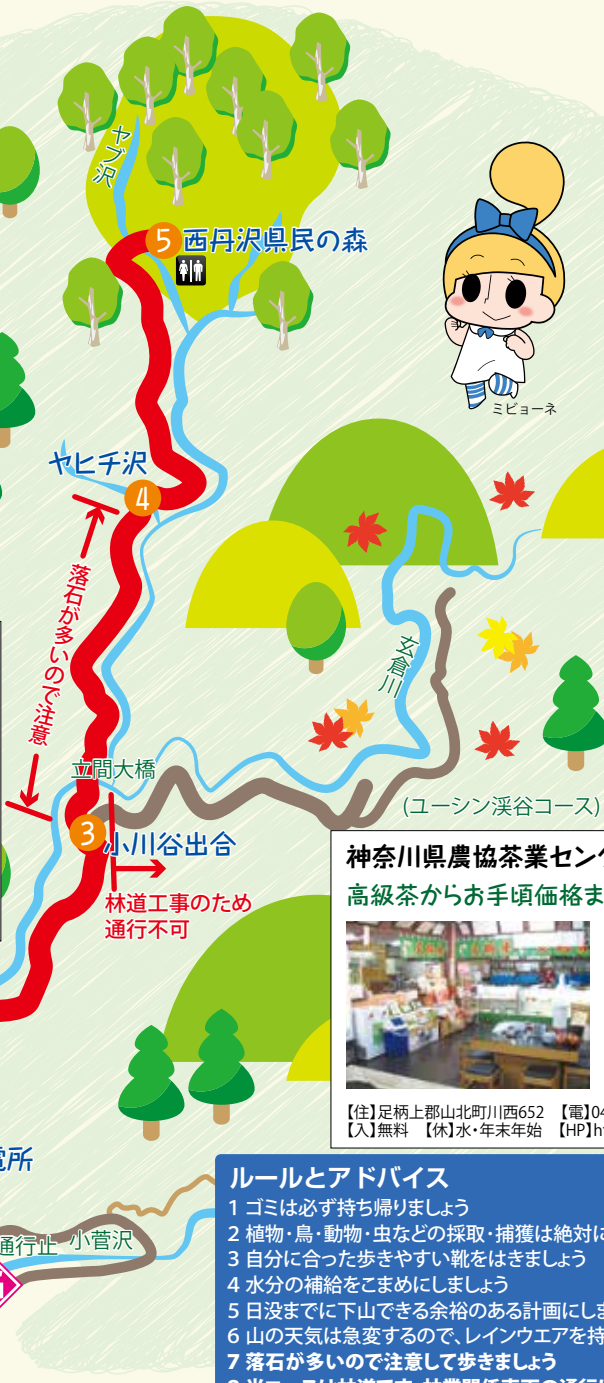 ヤブ沢
5 西丹沢県民の森
ミビョーネ
ヤヒチ沢
4
落石が多いので注意
玄倉川
立間大橋
(ユーシン渓谷コース)
3 小川谷出合
林道工事のため
通行不可
神奈川県農協茶業セン
高級茶からお手頃価格ま
【住】足柄上郡山北町川西652 【電】04
【入】無料 【休】水・年末年始 【HP】h
所
通行止 小菅沢
ルールとアドバイス
1 ゴミは必ず持ち帰りましょう
2 植物・鳥・動物・虫などの採取・捕獲は絶対に
3 自分に合った歩きやすい靴をはきましょう
4 水分の補給をこまめにしましょう
5 日没までに下山できる余裕のある計画にしま
6 山の天気は急変するので、レインウエアを持
7 落石が多いので注意して歩きましょう